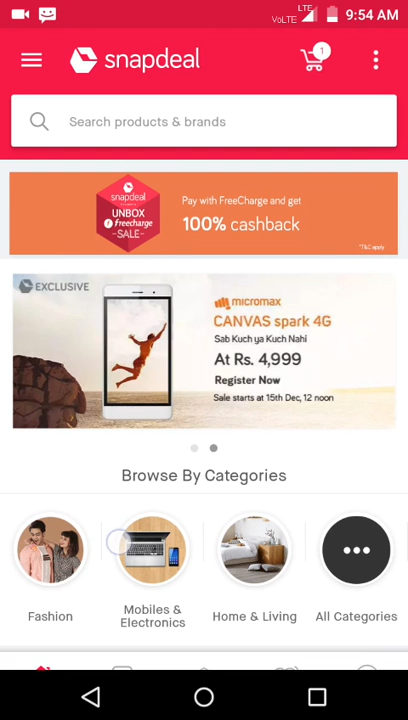 LTE
VoLTE
9:54 AM
snapdeal
1
Search products & brands
snapdeal
UNBOX
freecharge
-SALE-
Pay with FreeCharge and get
100% cashback
*T&C apply
EXCLUSIVE
micromax
CANVAS spark 4G
Sab Kuch ya Kuch Nahi
At Rs. 4,999
Register Now
Sale starts at 15th Dec, 12 noon
Browse By Categories
Fashion
Mobiles &
Electronics
Home & Living
All Categories